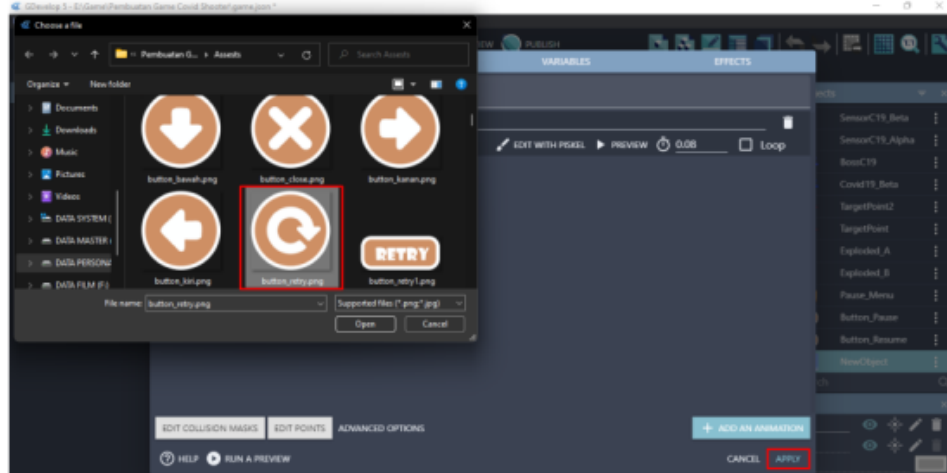 GDevelop 5 - E:\Game\Pembuatan Game Covid Shooter\game.json *
Choose a file
Pembuatan G... > Assests
Search Assests
Organize
New folder
Documents
Downloads
Music
Pictures
Videos
DATA SYSTEM (
DATA MASTER
DATA PERSONA
DATA FILM (F:)
button_bawah.png
button_close.png
button_kanan.png
RETRY
button_kiri.png
button_retry.png
button_retry1.png
File name:
button_retry.png
Supported files (*.png;*.jpg)
Open
Cancel
PUBLISH
VARIABLES
EFFECTS
EDIT WITH PISKEL
PREVIEW
0.08
Loop
SensorC19_Beta
SensorC19_Alpha
BossC19
Covid19_Beta
TargetPoint2
TargetPoint
Exploded_A
Exploded_B
Pause_Menu
Button_Pause
Button_Resume
NewObject
EDIT COLLISION MASKS
EDIT POINTS
ADVANCED OPTIONS
+ ADD AN ANIMATION
HELP
RUN A PREVIEW
CANCEL
APPLY